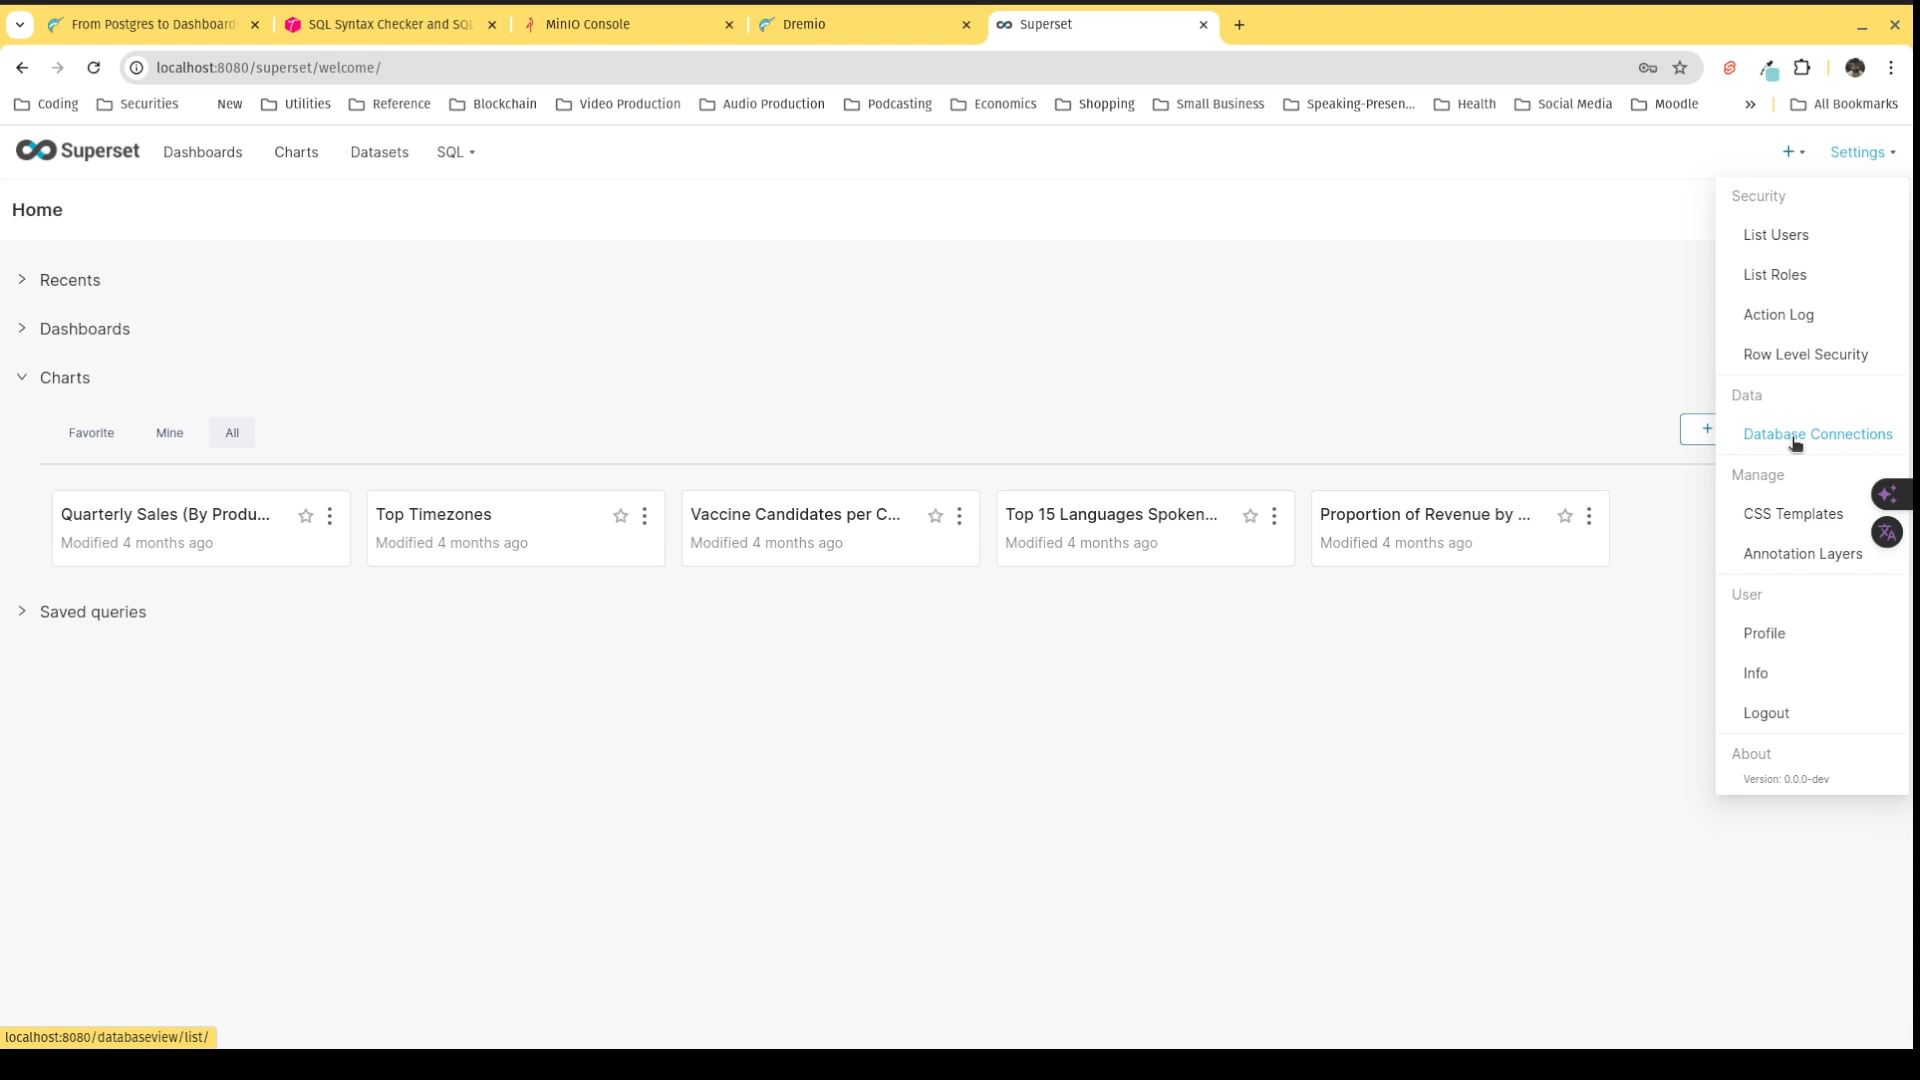 From Postgres to Dashboard
SQL Syntax Checker and SQL
MinIO Console
Dremio
Superset
localhost:8080/superset/welcome/
Coding
Securities
New
Utilities
Reference
Blockchain
Video Production
Audio Production
Podcasting
Economics
Shopping
Small Business
Speaking-Presen...
Health
Social Media
Moodle
»
All Bookmarks
Superset
Dashboards
Charts
Datasets
SQL
+
Settings
Home
Recents
Dashboards
Charts
Favorite
Mine
All
+
Quarterly Sales (By Produ...
Modified 4 months ago
Top Timezones
Modified 4 months ago
Vaccine Candidates per C...
Modified 4 months ago
Top 15 Languages Spoken...
Modified 4 months ago
Proportion of Revenue by ...
Modified 4 months ago
Saved queries
Security
List Users
List Roles
Action Log
Row Level Security
Data
Database Connections
Manage
CSS Templates
Annotation Layers
User
Profile
Info
Logout
About
Version: 0.0.0-dev
localhost:8080/databaseview/list/